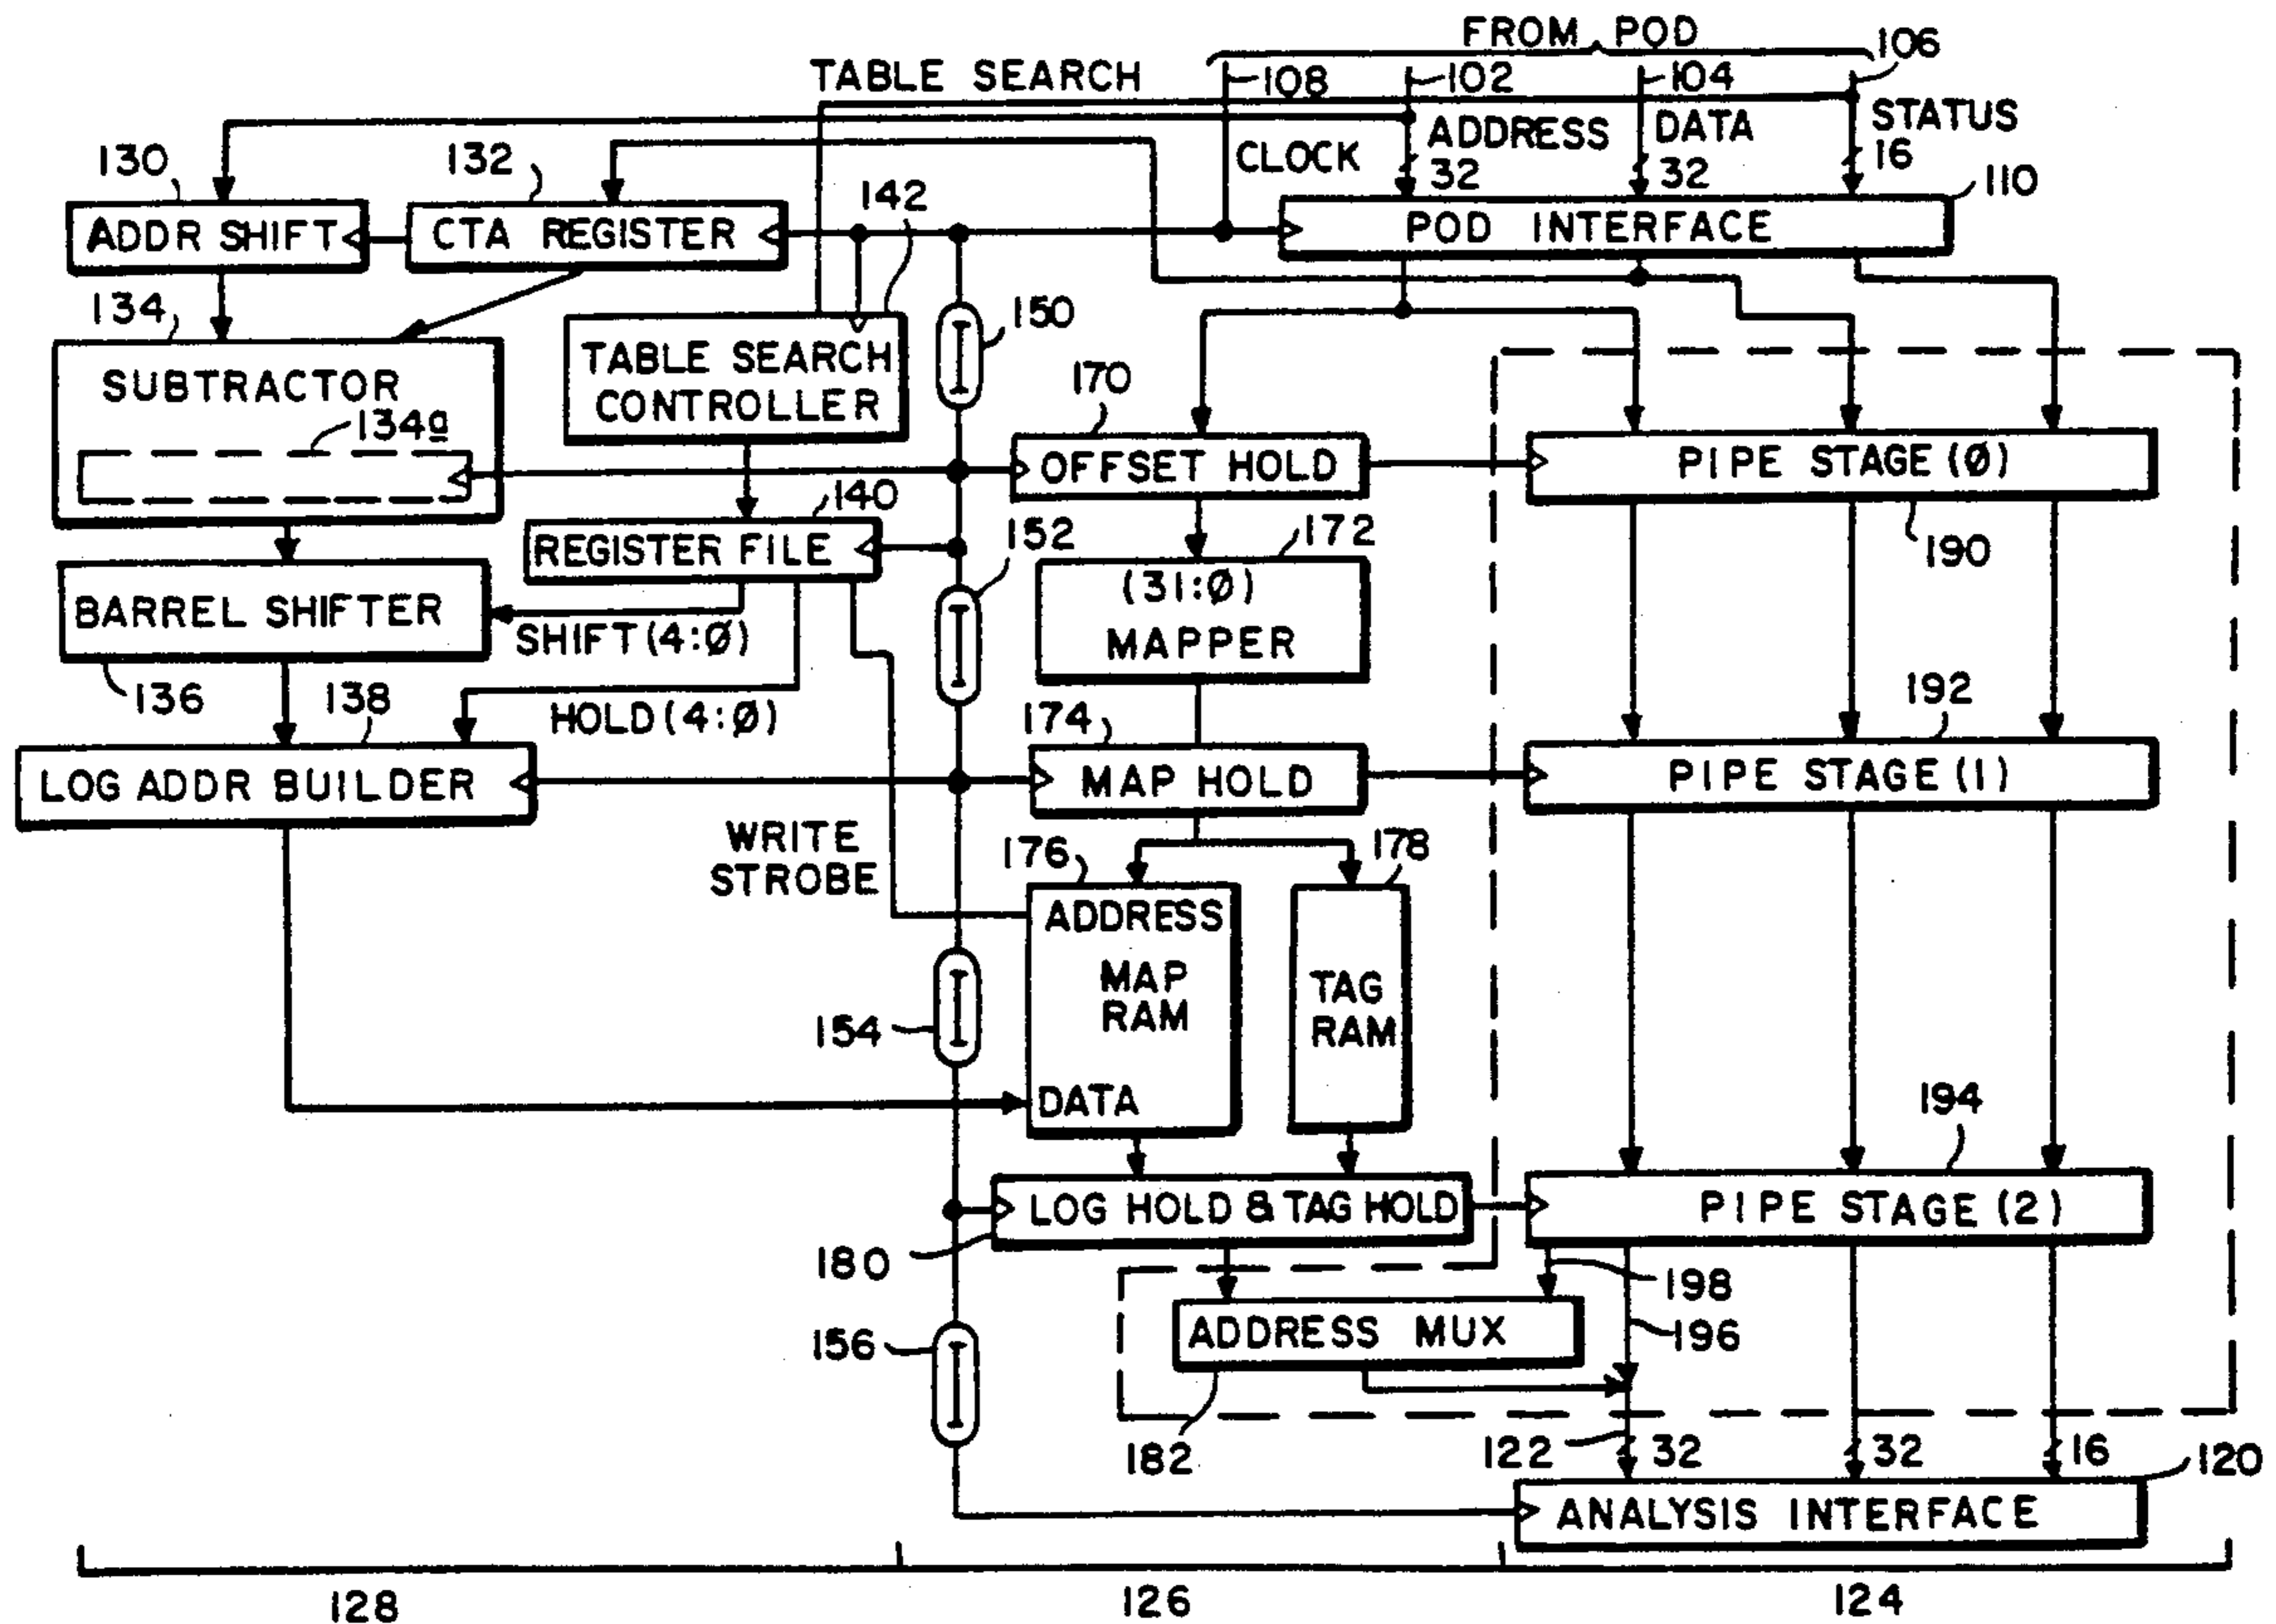 FROM POD
106
TABLE SEARCH
108
102
104
ADDRESS
DATA
STATUS
CLOCK
32
32
16
130
132
142
110
ADDR SHIFT
CTA REGISTER
POD INTERFACE
134
150
TABLE SEARCH
CONTROLLER
SUBTRACTOR
170
134a
OFFSET HOLD
PIPE STAGE (Ø)
140
REGISTER FILE
152
172
190
(31:Ø)
MAPPER
BARREL SHIFTER
SHIFT (4:Ø)
136
138
HOLD (4:Ø)
174
192
LOG ADDR BUILDER
MAP HOLD
PIPE STAGE (1)
WRITE
STROBE
176
178
ADDRESS
MAP
RAM
TAG
RAM
154
DATA
194
LOG HOLD & TAG HOLD
PIPE STAGE (2)
180
198
156
ADDRESS MUX
196
182
122
32
32
16
120
ANALYSIS INTERFACE
128
126
124